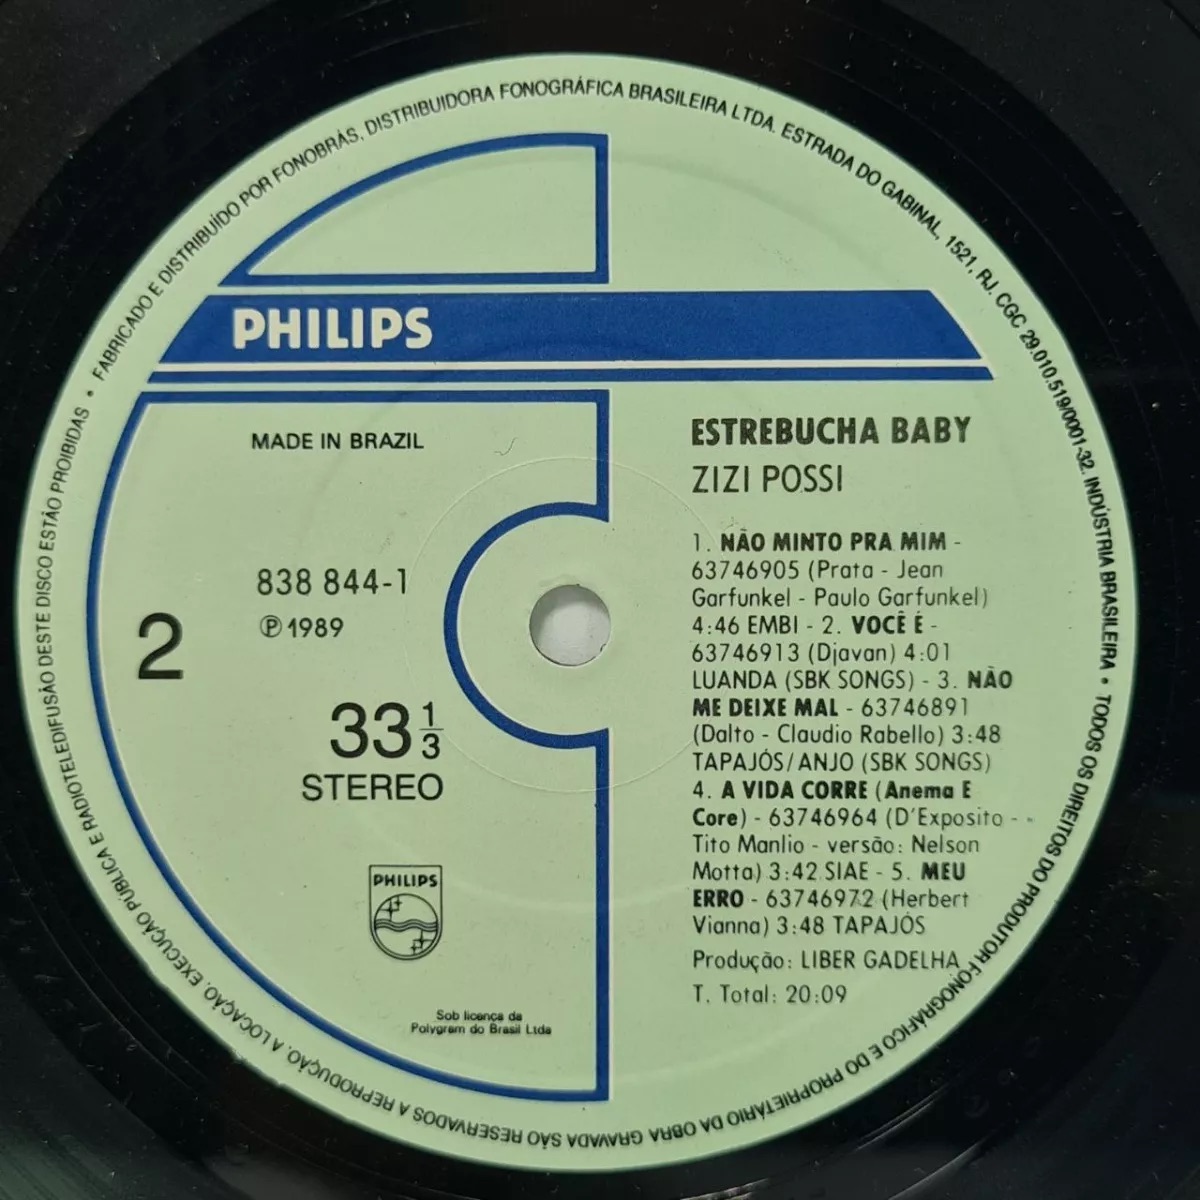 FABRICADO E DISTRIBUÍDO POR FONOBRÁS. DISTRIBUIDORA FONOGRÁFICA BRASILEIRA LTDA. ESTRADA DO GABINAL, 1521, RJ. CGC 29.010.519/0001-32. INDÚSTRIA BRASILEIRA • TODOS OS DIREITOS DO PRODUTOR FONOGRÁFICO E DO PROPRIETÁRIO DA OBRA GRAVADA SÃO RESERVADOS A REPRODUÇÃO. A LOCAÇÃO. EXECUÇÃO PÚBLICA E RADIOTELEDIFUSÃO DESTE DISCO ESTÃO PROIBIDAS •
PHILIPS
MADE IN BRAZIL
838 844-1
℗ 1989
2
33 1/3
STEREO
PHILIPS
Sob licença da
Polygram do Brasil Ltda
ESTREBUCHA BABY
ZIZI POSSI
1. NÃO MINTO PRA MIM -
63746905 (Prata - Jean
Garfunkel - Paulo Garfunkel)
4:46 EMBI - 2. VOCÊ É -
63746913 (Djavan) 4:01
LUANDA (SBK SONGS) - 3. NÃO
ME DEIXE MAL - 63746891
(Dalto - Claudio Rabello) 3:48
TAPAJÓS/ANJO (SBK SONGS)
4. A VIDA CORRE (Anema E
Core) - 63746964 (D'Exposito -
Tito Manlio - versão: Nelson
Motta) 3:42 SIAE - 5. MEU
ERRO - 63746972 (Herbert
Vianna) 3:48 TAPAJÓS
Produção: LIBER GADELHA
T. Total: 20:09